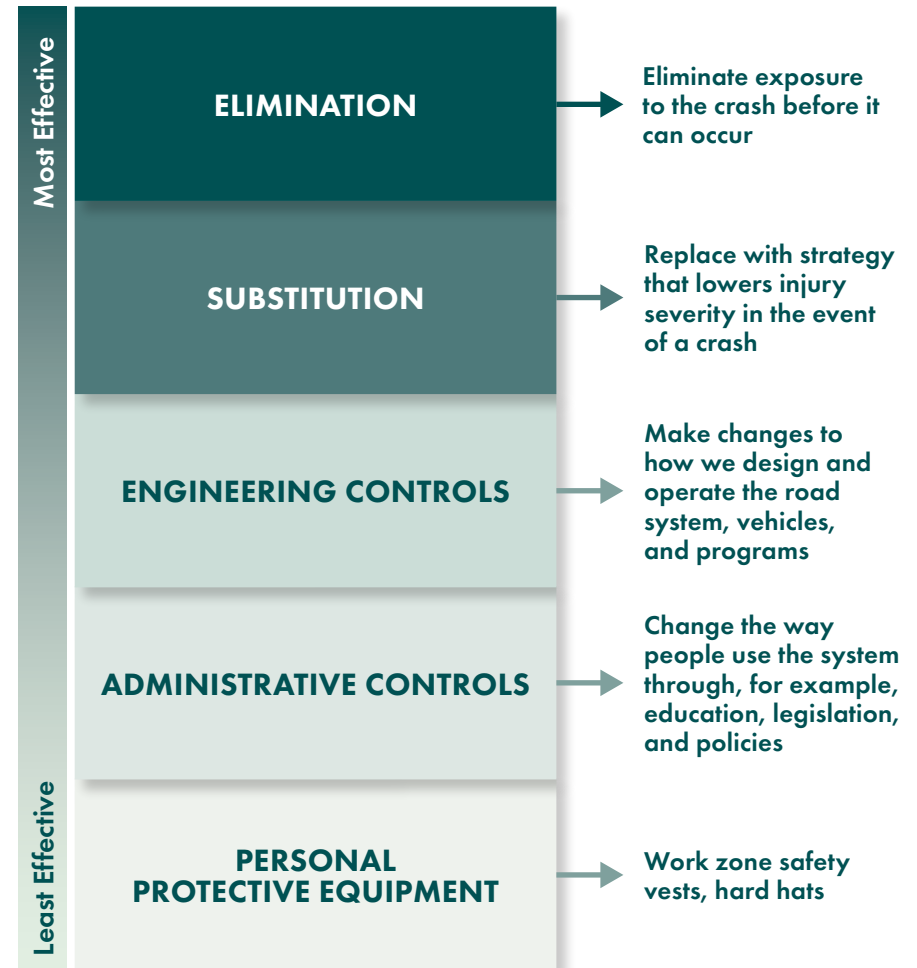 Most Effective
ELIMINATION
Eliminate exposure
to the crash before it
can occur
SUBSTITUTION
Replace with strategy
that lowers injury
severity in the event
of a crash
ENGINEERING CONTROLS
Make changes to
how we design and
operate the road
system, vehicles,
and programs
ADMINISTRATIVE CONTROLS
Change the way
people use the system
through, for example,
education, legislation,
and policies
Least Effective
PERSONAL
PROTECTIVE EQUIPMENT
Work zone safety
vests, hard hats